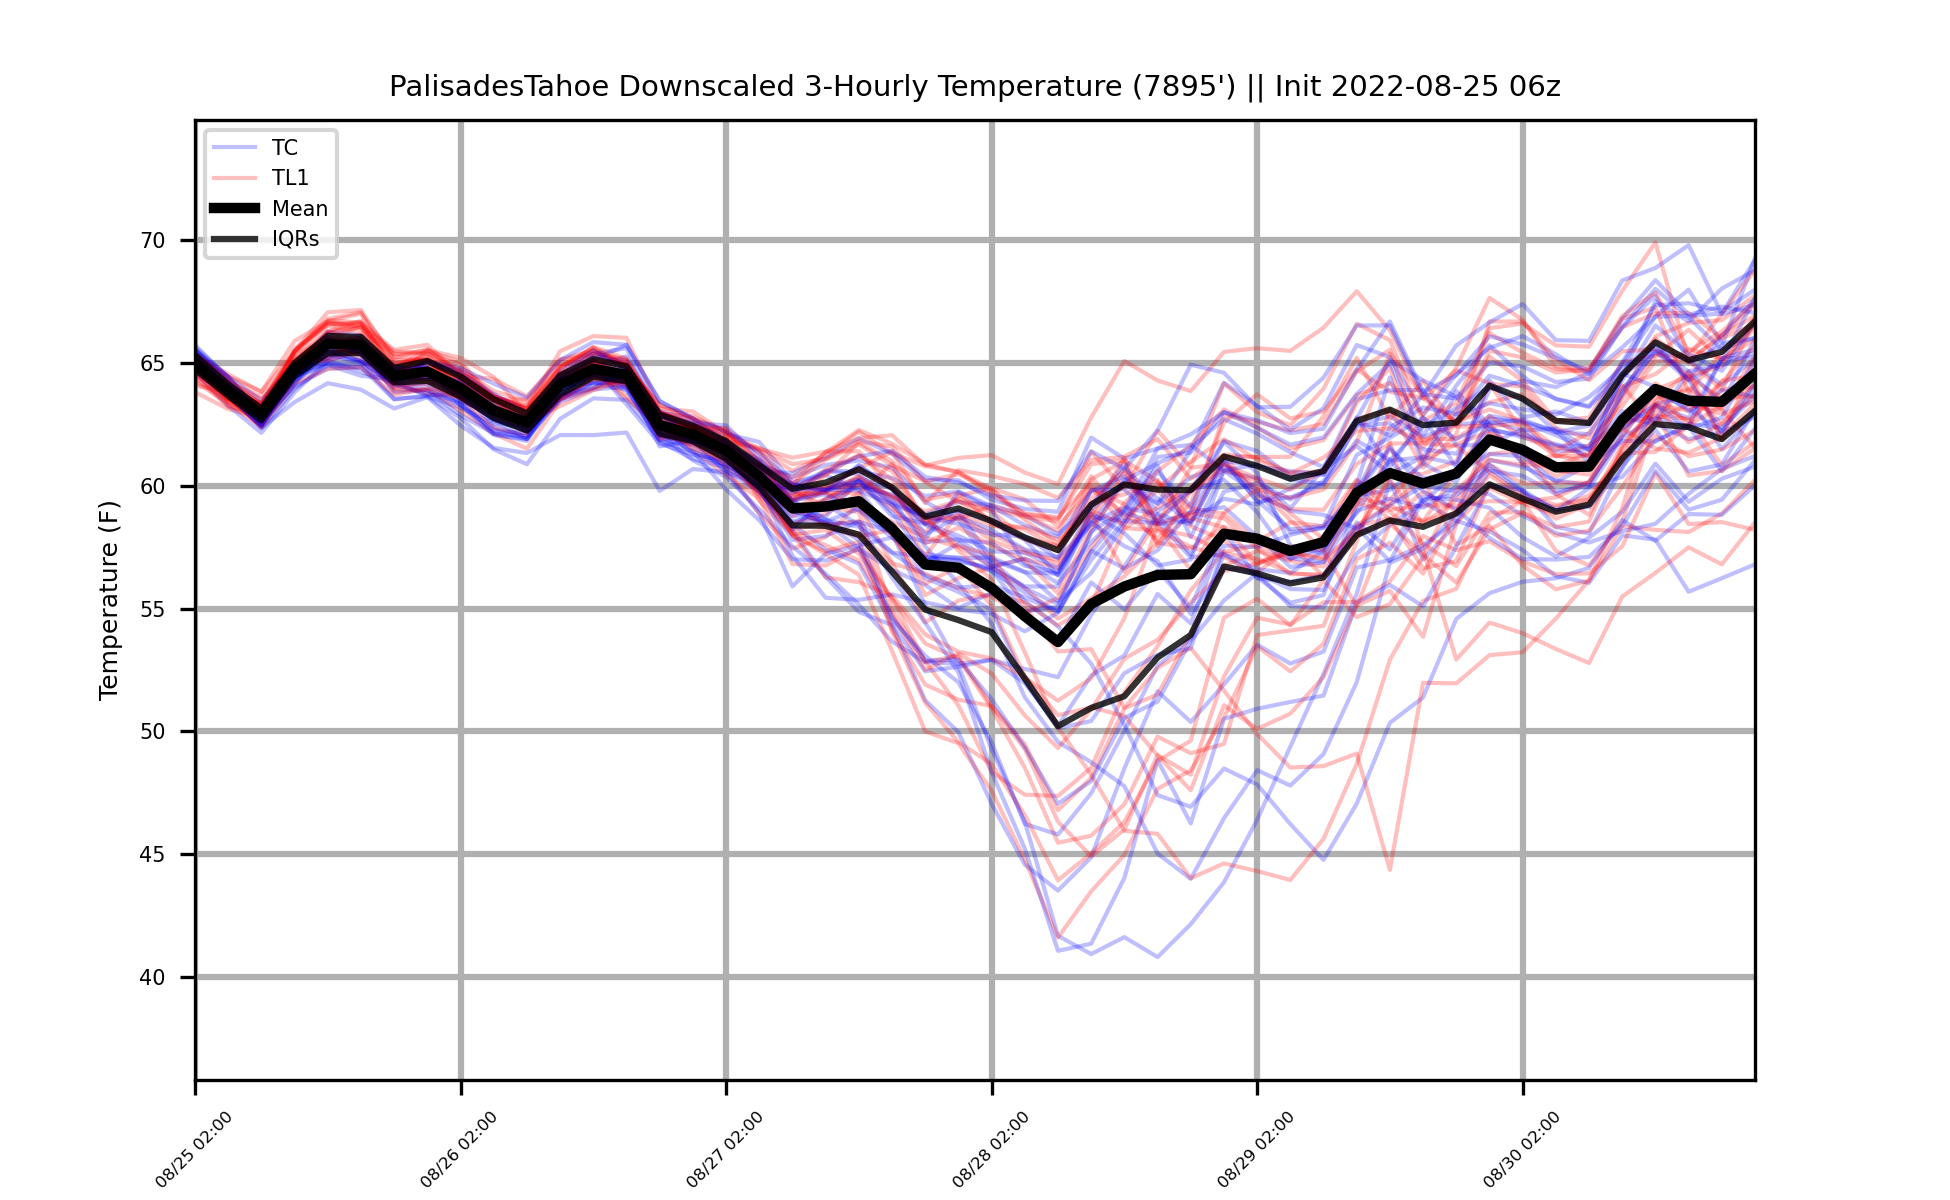 PalisadesTahoe Downscaled 3-Hourly Temperature (7895') || Init 2022-08-25 06z
TC
TL1
Mean
IQRs
Temperature (F)
70
65
60
55
50
45
40
08/25 02:00
08/26 02:00
08/27 02:00
08/28 02:00
08/29 02:00
08/30 02:00